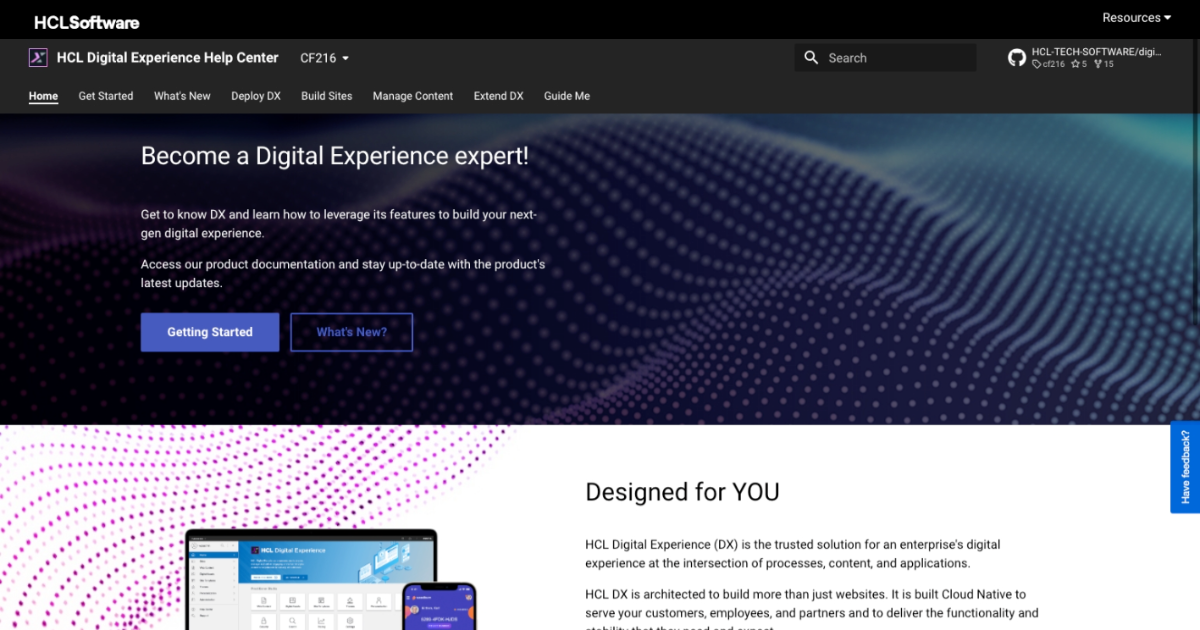 HCLSoftware
Resources
HCL Digital Experience Help Center
CF216
Search
HCL-TECH-SOFTWARE/digi...
cf216 5 15
Home
Get Started
What's New
Deploy DX
Build Sites
Manage Content
Extend DX
Guide Me
Become a Digital Experience expert!
Get to know DX and learn how to leverage its features to build your next-
gen digital experience.
Access our product documentation and stay up-to-date with the product's
latest updates.
Getting Started
What's New?
Have feedback?
Designed for YOU
HCL Digital Experience (DX) is the trusted solution for an enterprise's digital
experience at the intersection of processes, content, and applications.
HCL DX is architected to build more than just websites. It is built Cloud Native to
serve your customers, employees, and partners and to deliver the functionality and
stability that they need and expect.
HCL Digital Experience